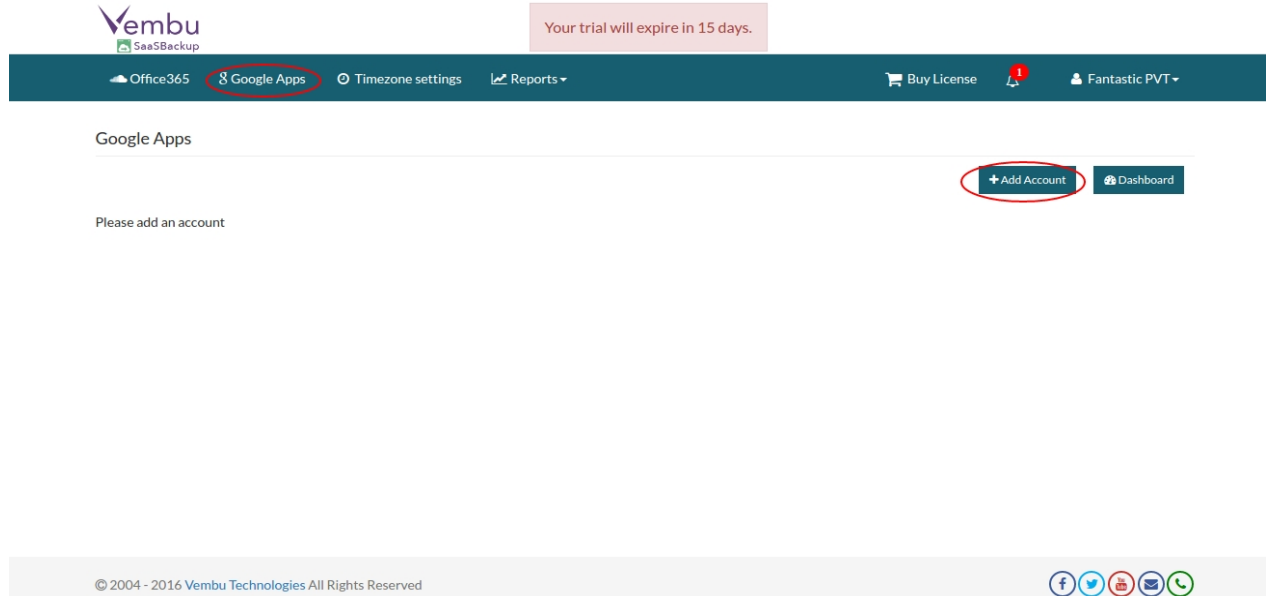 Vembu
SaaSBackup
Your trial will expire in 15 days.
Office365 Google Apps Timezone settings Reports Buy License 1 Fantastic PVT
Google Apps
+ Add Account Dashboard
Please add an account
© 2004 - 2016 Vembu Technologies All Rights Reserved